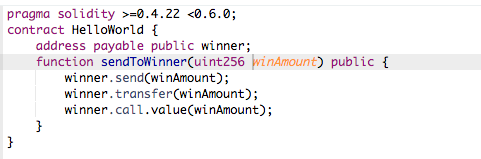 pragma solidity >=0.4.22 <0.6.0;
contract HelloWorld {
    address payable public winner;
    function sendToWinner(uint256 winAmount) public {
        winner.send(winAmount);
        winner.transfer(winAmount);
        winner.call.value(winAmount);
    }
}